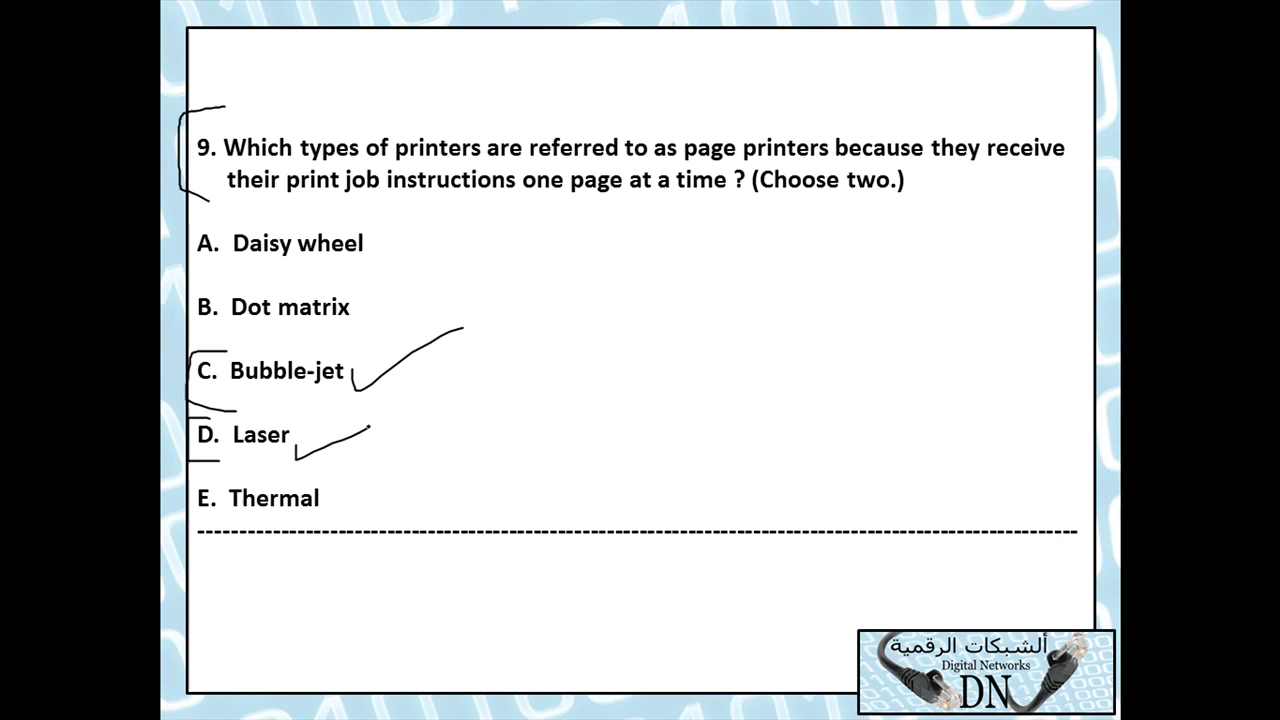 9. Which types of printers are referred to as page printers because they receive
their print job instructions one page at a time ? (Choose two.)
A. Daisy wheel
B. Dot matrix
C. Bubble-jet
D. Laser
E. Thermal
ألشبكات الرقمية
Digital Networks
DN